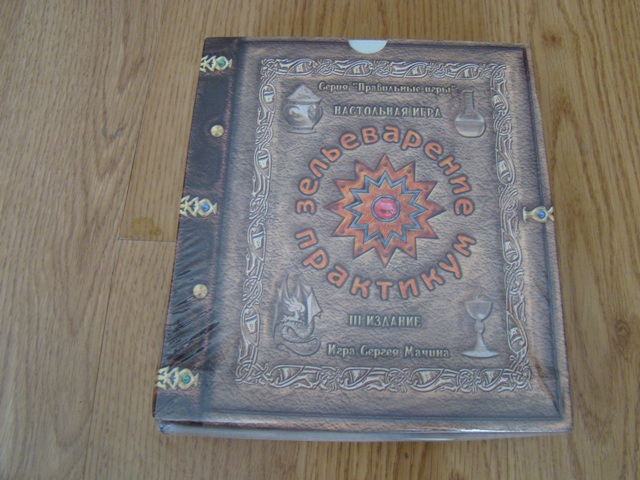 Серия "Правильные игры"
НАСТОЛЬНАЯ ИГРА
зельеварение
практикум
III ИЗДАНИЕ
Игра Сергея Мачина